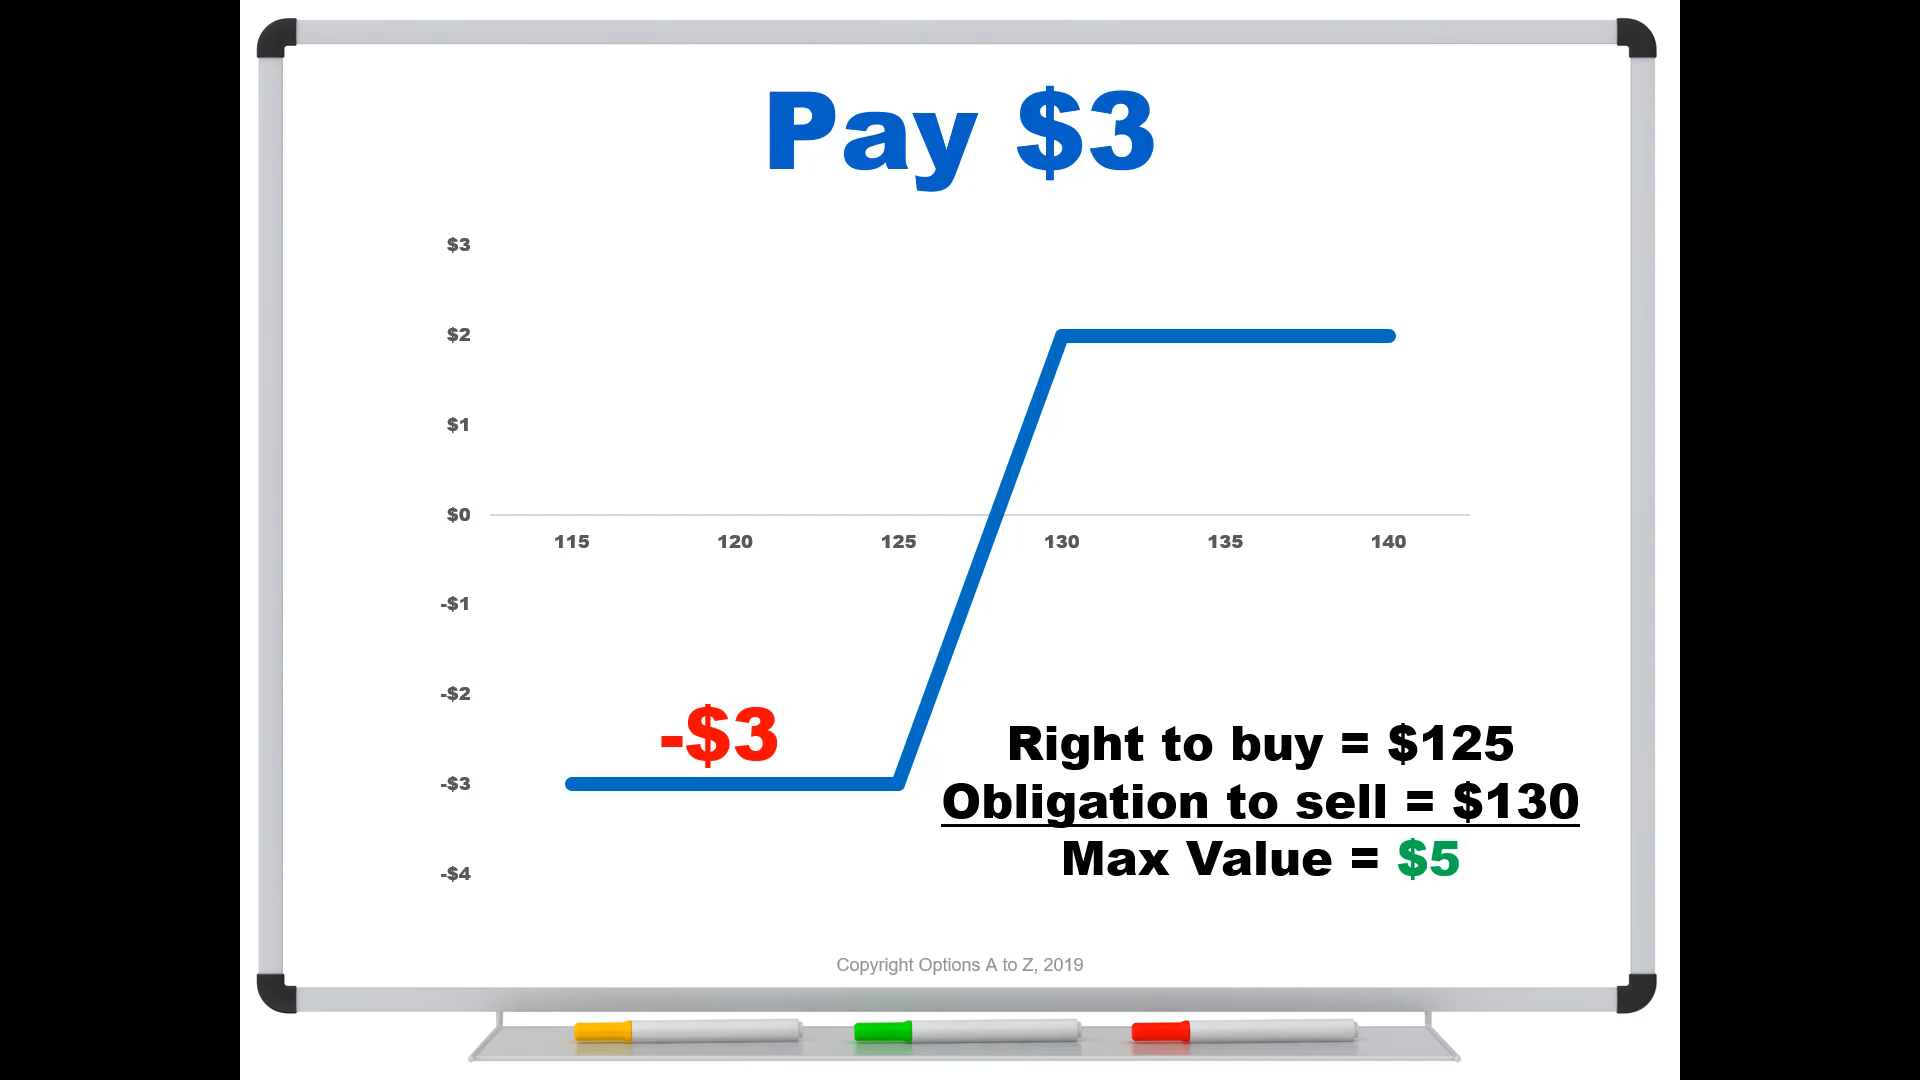 Pay $3
$3
$2
$1
$0
115 120 125 130 135 140
-$1
-$2
-$3
-$3
-$4
Right to buy = $125
Obligation to sell = $130
Max Value = $5
Copyright Options A to Z, 2019